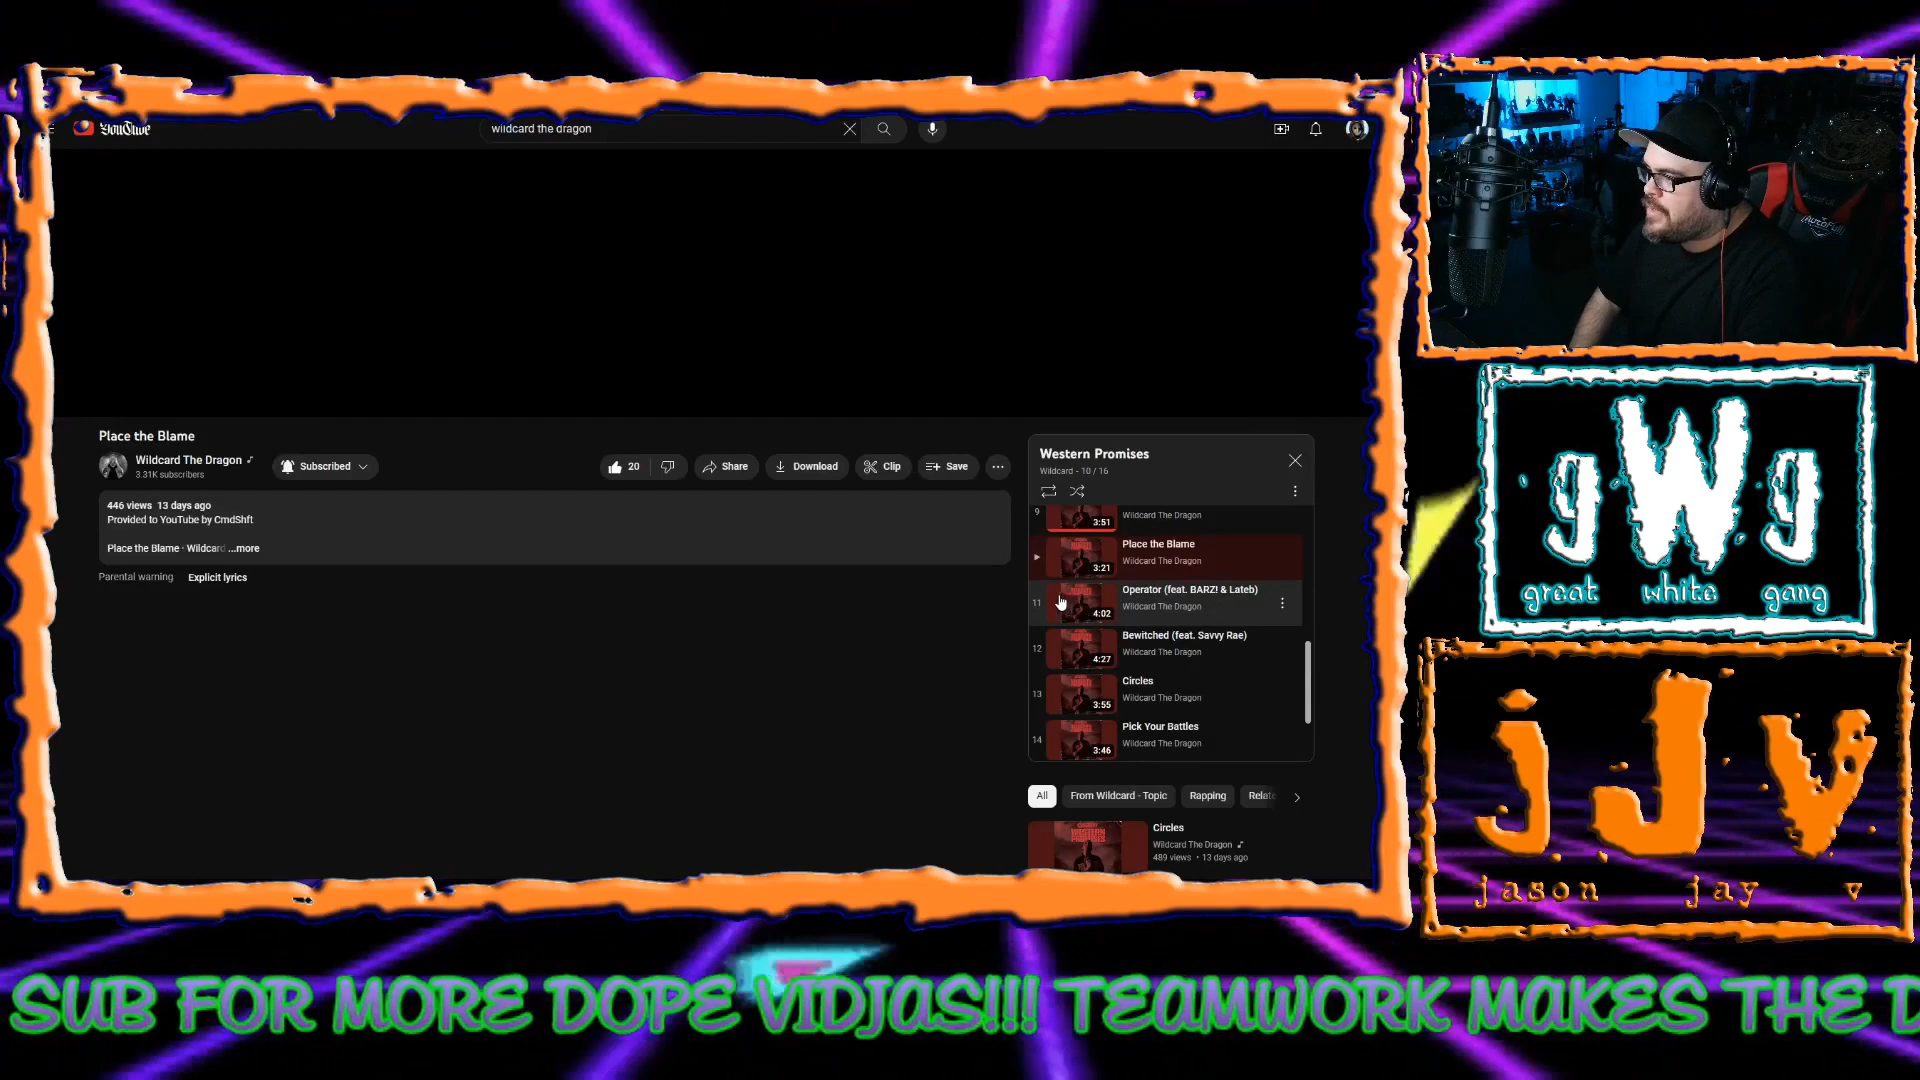 YouTube
wildcard the dragon
Place the Blame
Wildcard The Dragon
3.31K subscribers
Subscribed
20
Share
Download
Clip
Save
446 views 13 days ago
Provided to YouTube by CmdShft
Place the Blame · Wildcard ...more
Parental warning
Explicit lyrics
Western Promises
Wildcard - 10 / 16
9
3:51
Wildcard The Dragon
3:21
Place the Blame
Wildcard The Dragon
11
4:02
Operator (feat. BARZ! & Lateb)
Wildcard The Dragon
12
4:27
Bewitched (feat. Savvy Rae)
Wildcard The Dragon
13
3:55
Circles
Wildcard The Dragon
14
3:46
Pick Your Battles
Wildcard The Dragon
All
From Wildcard - Topic
Rapping
Relate
WESTERN
PROMISES
Circles
Wildcard The Dragon
489 views • 13 days ago
AutoFull
gWg
great white gang
jJv
jason jay v
SUB FOR MORE DOPE VIDJAS!!! TEAMWORK MAKES THE D